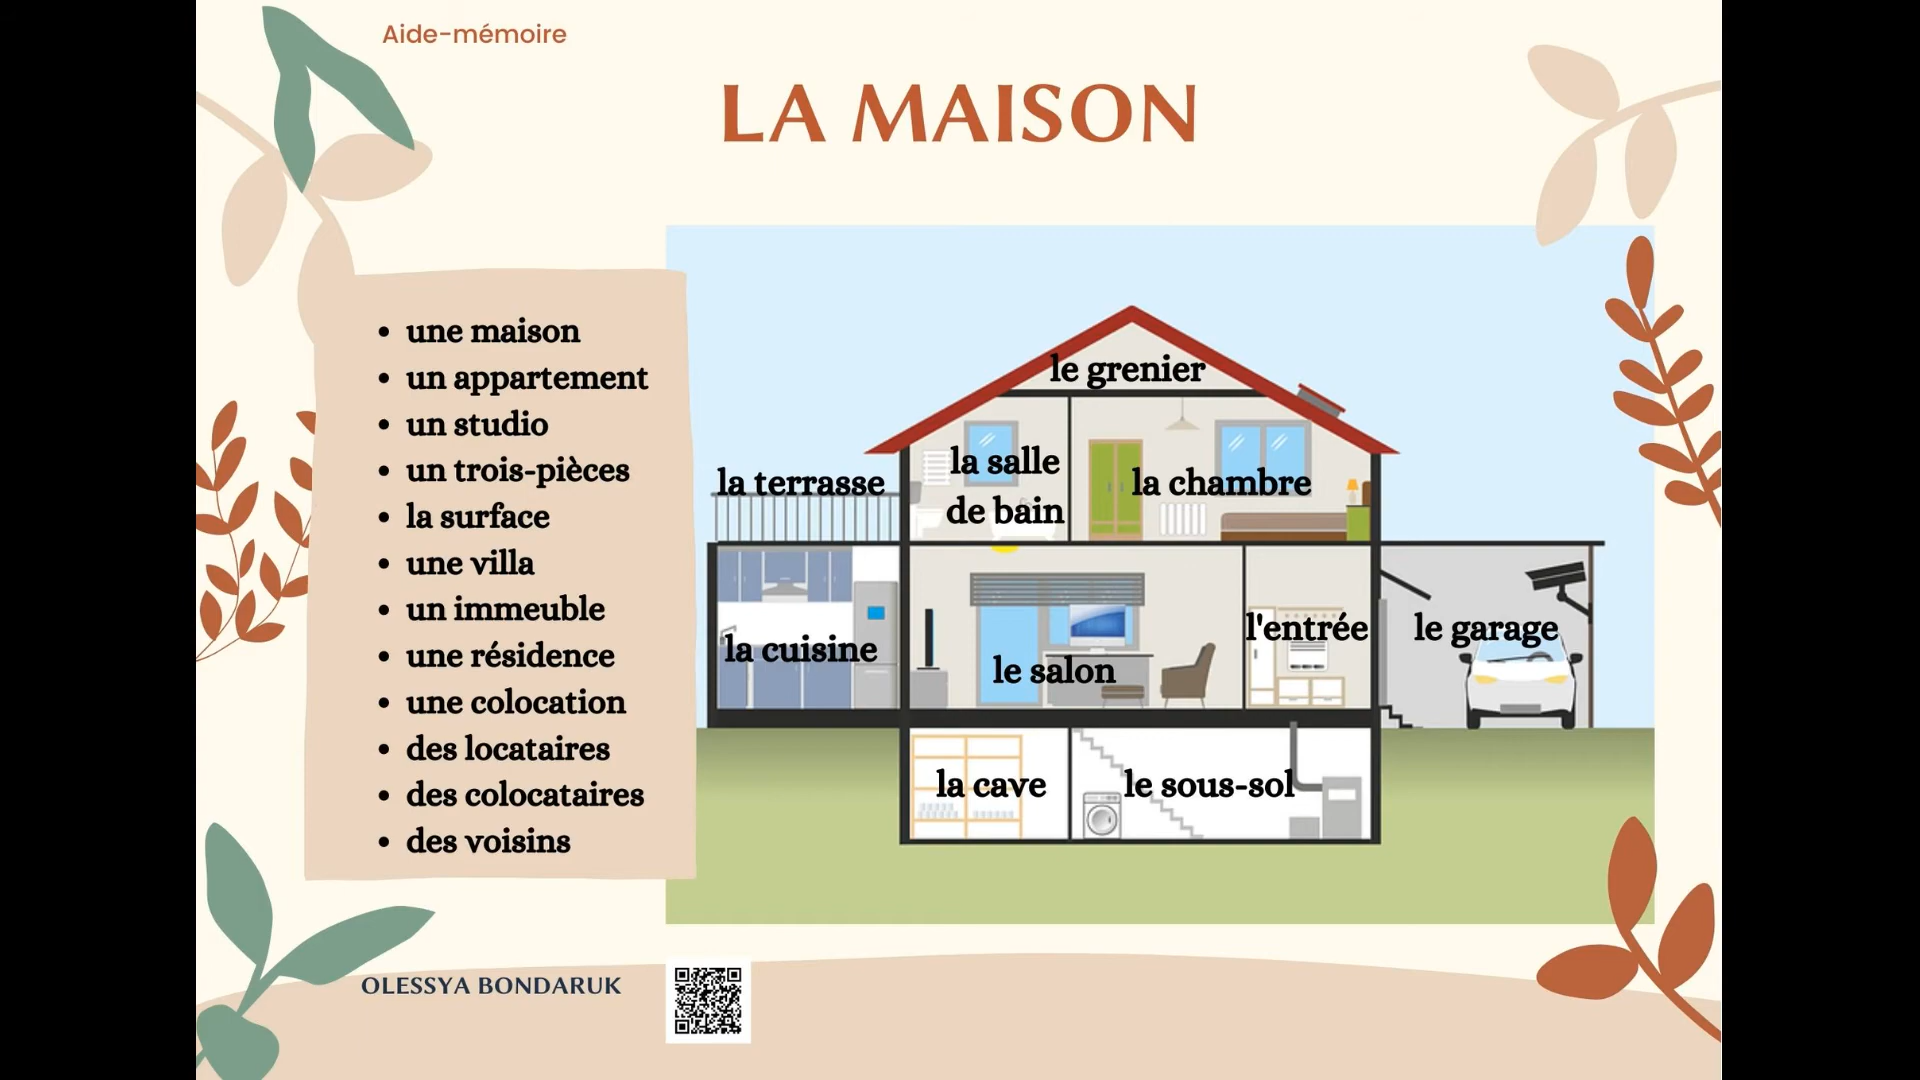 Aide-mémoire
LA MAISON
une maison
un appartement
un studio
un trois-pièces
la surface
une villa
un immeuble
une résidence
une colocation
des locataires
des colocataires
des voisins
le grenier
la terrasse
la salle
de bain
la chambre
la cuisine
le salon
l'entrée
le garage
la cave
le sous-sol
OLESSYA BONDARUK